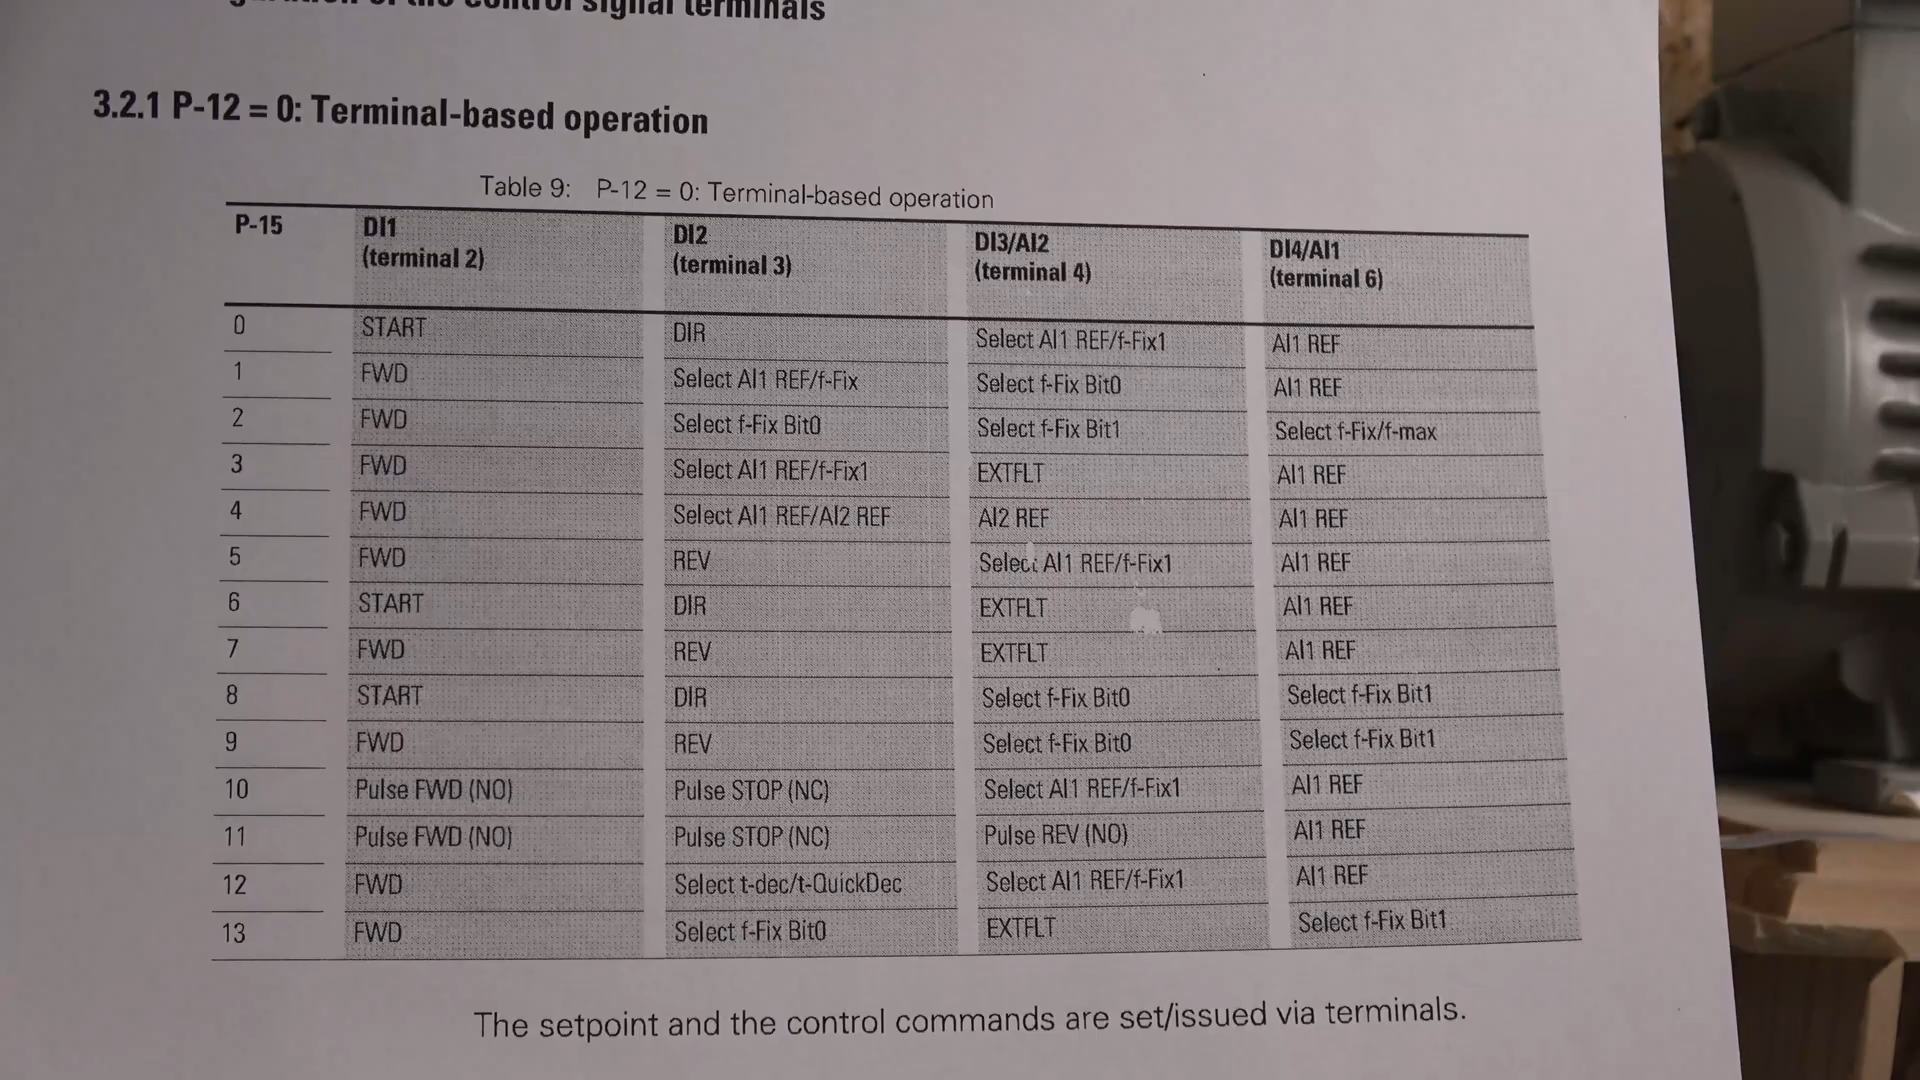 of the control signal terminals
3.2.1 P-12 = 0: Terminal-based operation
Table 9: P-12 = 0: Terminal-based operation
P-15 DI1 (terminal 2) DI2 (terminal 3) DI3/AI2 (terminal 4) DI4/AI1 (terminal 6)
0 START DIR Select AI1 REF/f-Fix1 AI1 REF
1 FWD Select AI1 REF/f-Fix Select f-Fix Bit0 AI1 REF
2 FWD Select f-Fix Bit0 Select f-Fix Bit1 Select f-Fix/f-max
3 FWD Select AI1 REF/f-Fix1 EXTFLT AI1 REF
4 FWD Select AI1 REF/AI2 REF AI2 REF AI1 REF
5 FWD REV Select AI1 REF/f-Fix1 AI1 REF
6 START DIR EXTFLT AI1 REF
7 FWD REV EXTFLT AI1 REF
8 START DIR Select f-Fix Bit0 Select f-Fix Bit1
9 FWD REV Select f-Fix Bit0 Select f-Fix Bit1
10 Pulse FWD (NO) Pulse STOP (NC) Select AI1 REF/f-Fix1 AI1 REF
11 Pulse FWD (NO) Pulse STOP (NC) Pulse REV (NO) AI1 REF
12 FWD Select t-dec/t-QuickDec Select AI1 REF/f-Fix1 AI1 REF
13 FWD Select f-Fix Bit0 EXTFLT Select f-Fix Bit1
The setpoint and the control commands are set/issued via terminals.